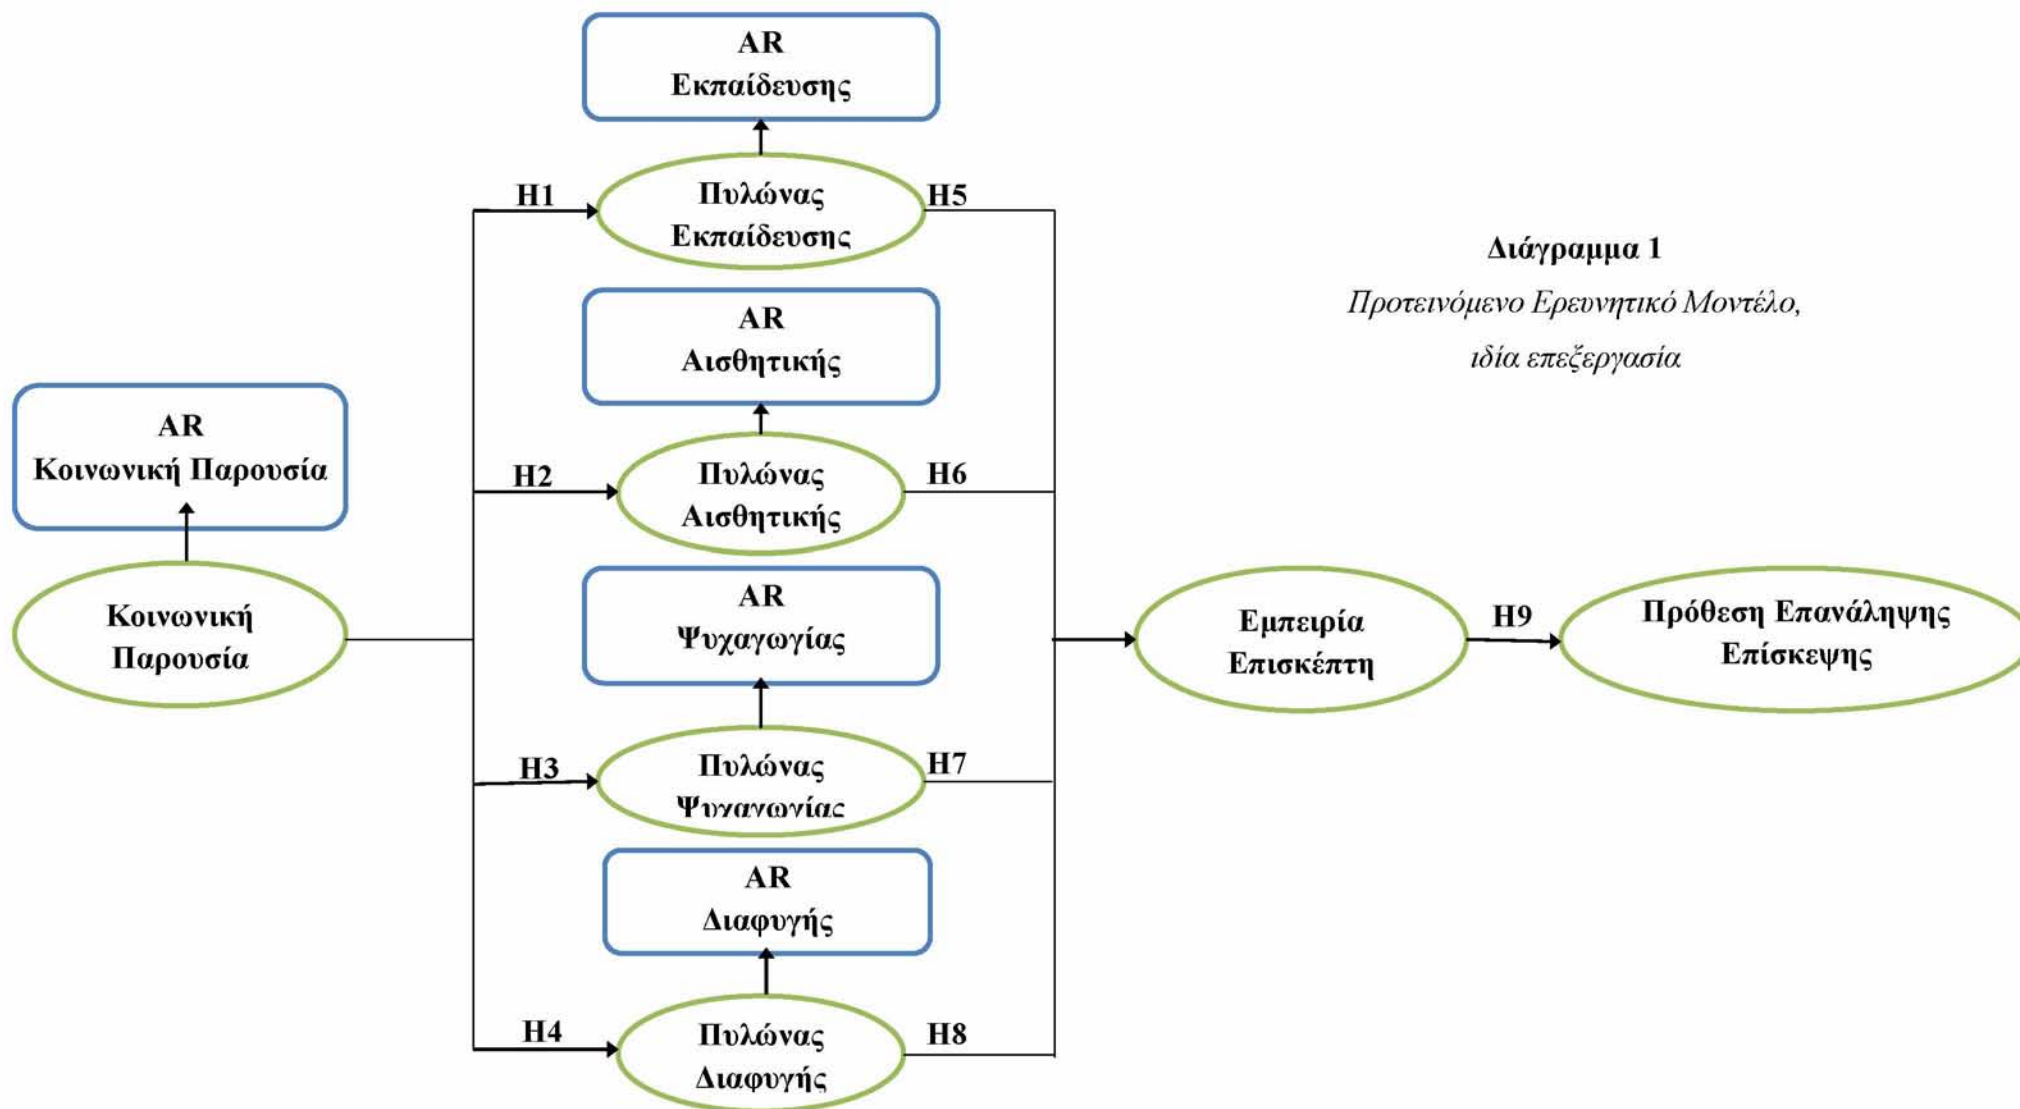 AR
Εκπαίδευσης
H1
Πυλώνας
Εκπαίδευσης
H5
Διάγραμμα 1
Προτεινόμενο Ερευνητικό Μοντέλο,
ιδία επεξεργασία
AR
Αισθητικής
AR
Κοινωνική Παρουσία
H2
Πυλώνας
Αισθητικής
H6
AR
Ψυχαγωγίας
Κοινωνική
Παρουσία
Εμπειρία
Επισκέπτη
H9
Πρόθεση Επανάληψης
Επίσκεψης
H3
Πυλώνας
Ψυχαγωγίας
H7
AR
Διαφυγής
H4
Πυλώνας
Διαφυγής
H8